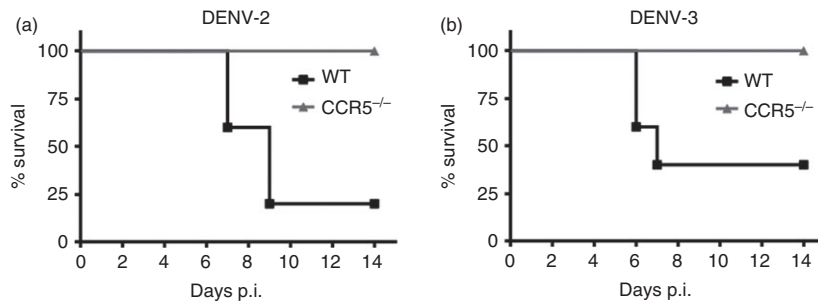 (a)
DENV-2
% survival
100
75
50
25
0
WT
CCR5⁻/⁻
0 2 4 6 8 10 12 14
Days p.i.
(b)
DENV-3
% survival
100
75
50
25
0
WT
CCR5⁻/⁻
0 2 4 6 8 10 12 14
Days p.i.